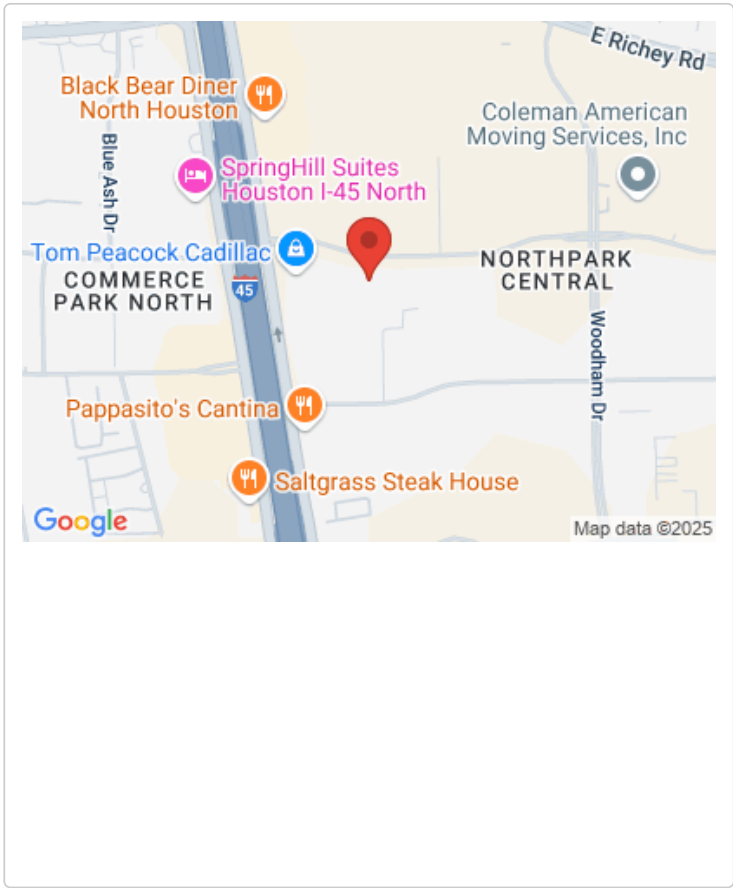 E Richey Rd
Black Bear Diner
North Houston
Coleman American
Moving Services, Inc
Blue Ash Dr
SpringHill Suites
Houston I-45 North
Tom Peacock Cadillac
NORTHPARK
CENTRAL
COMMERCE
PARK NORTH
45
Woodham Dr
Pappasito's Cantina
Saltgrass Steak House
Google
Map data ©2025